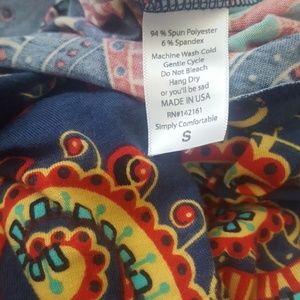 94 % Spun Polyester
6 % Spandex
Machine Wash Cold
Gentle Cycle
Do Not Bleach
Hang Dry
or you'll be sad
MADE IN USA
RN#142161
Simply Comfortable
S